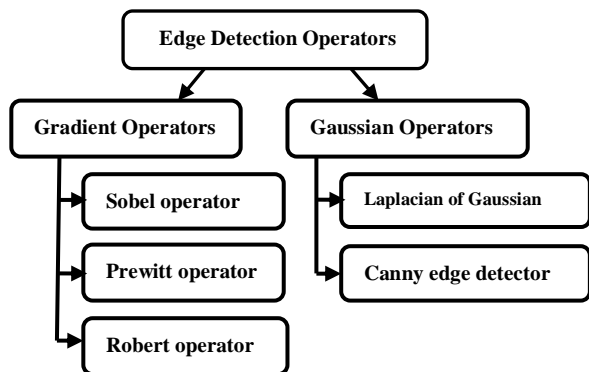 Edge Detection Operators
Gradient Operators
Gaussian Operators
Sobel operator
Prewitt operator
Robert operator
Laplacian of Gaussian
Canny edge detector